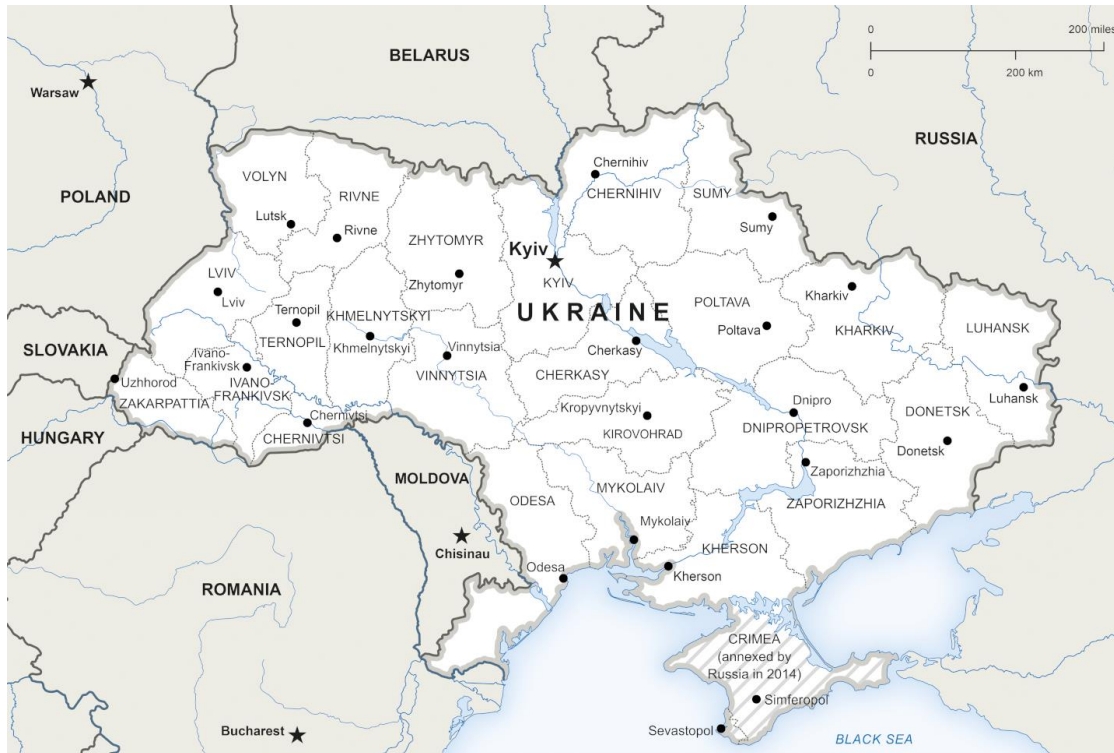 0 200 miles
0 200 km
BELARUS
Warsaw
RUSSIA
POLAND
VOLYN
Lutsk
RIVNE
Rivne
ZHYTOMYR
Zhytomyr
Kyiv
KYIV
Chernihiv
CHERNIHIV
SUMY
Sumy
UKRAINE
LVIV
Lviv
Ternopil
TERNOPIL
KHMELNYTSKYI
Khmelnytskyi
Vinnytsia
VINNYTSIA
Cherkasy
CHERKASY
POLTAVA
Poltava
Kharkiv
KHARKIV
LUHANSK
Luhansk
SLOVAKIA
Uzhhorod
ZAKARPATTIA
Ivano-
Frankivsk
IVANO-
FRANKIVSK
Chernivtsi
CHERNIVTSI
HUNGARY
Kropyvnytskyi
KIROVOHRAD
Dnipro
DNIPROPETROVSK
DONETSK
Donetsk
Zaporizhzhia
ZAPORIZHZHIA
MOLDOVA
Chisinau
ODESA
Odesa
MYKOLAIV
Mykolaiv
KHERSON
Kherson
ROMANIA
Bucharest
CRIMEA
(annexed by
Russia in 2014)
Simferopol
Sevastopol
BLACK SEA